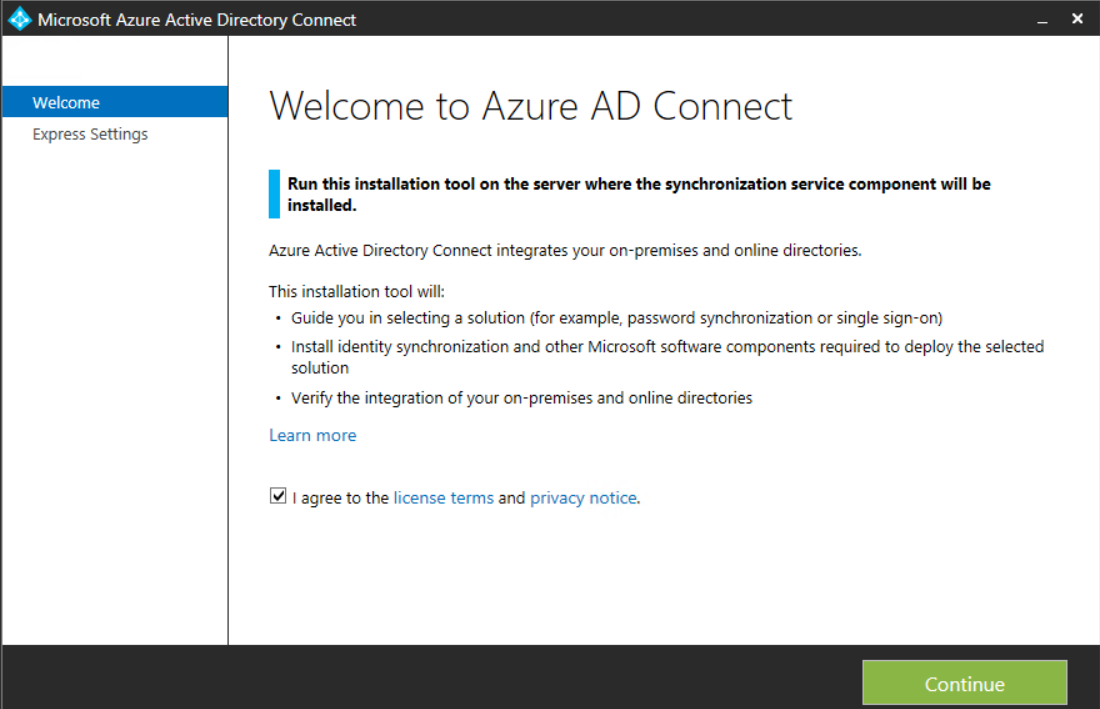 Microsoft Azure Active Directory Connect
Welcome
Express Settings
Welcome to Azure AD Connect
Run this installation tool on the server where the synchronization service component will be
installed.
Azure Active Directory Connect integrates your on-premises and online directories.
This installation tool will:
• Guide you in selecting a solution (for example, password synchronization or single sign-on)
• Install identity synchronization and other Microsoft software components required to deploy the selected
solution
• Verify the integration of your on-premises and online directories
Learn more
I agree to the license terms and privacy notice.
Continue